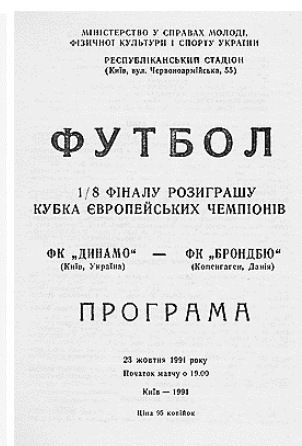 МІНІСТЕРСТВО У СПРАВАХ МОЛОДІ,
ФІЗИЧНОЇ КУЛЬТУРИ І СПОРТУ УКРАЇНИ
РЕСПУБЛІКАНСЬКИЙ СТАДІОН
(Київ, вул. Червоноармійська, 55)
ФУТБОЛ
1/8 ФІНАЛУ РОЗИГРАШУ
КУБКА ЄВРОПЕЙСЬКИХ ЧЕМПІОНІВ
ФК „ДИНАМО“ — ФК „БРОНДБЮ“
(Київ, Україна) (Копенгаген, Данія)
ПРОГРАМА
23 жовтня 1991 року
Початок матчу о 19.00
Київ — 1991
Ціна 95 копійок